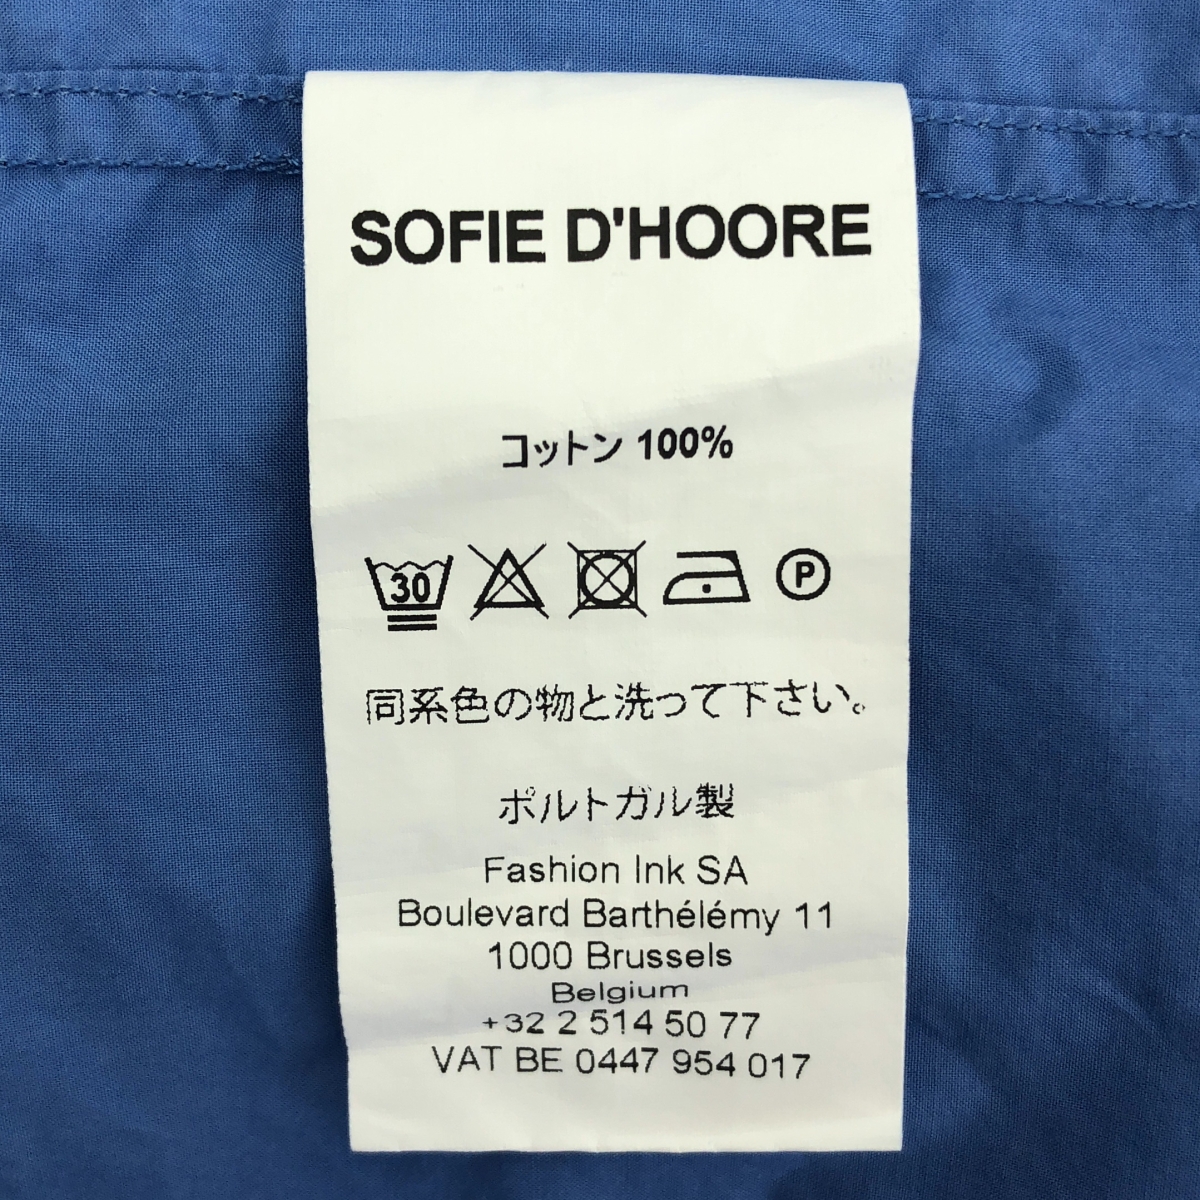 SOFIE D'HOORE
コットン 100%
30 P
同系色の物と洗って下さい。
ポルトガル製
Fashion Ink SA
Boulevard Barthélémy 11
1000 Brussels
Belgium
+32 2 514 50 77
VAT BE 0447 954 017